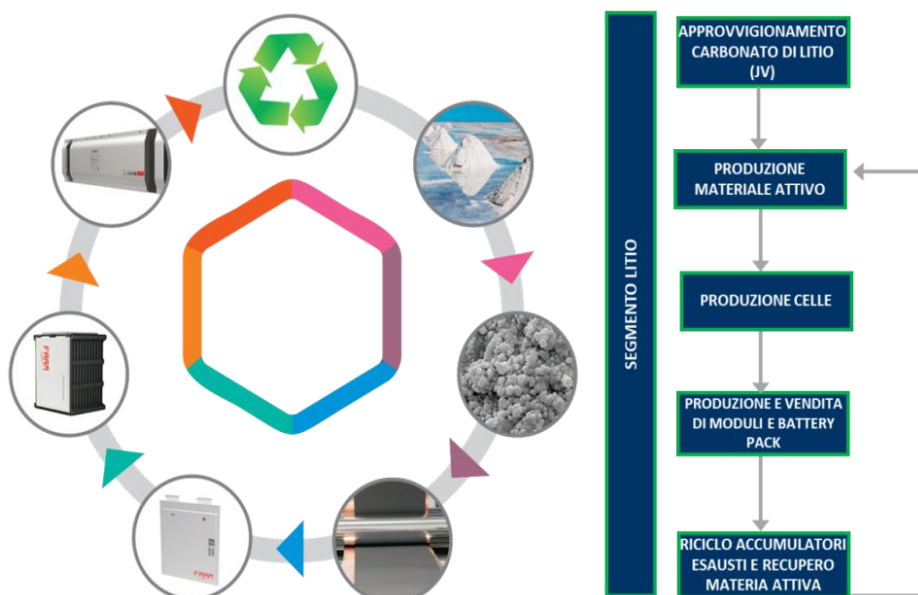 APPROVVIGIONAMENTO
CARBONATO DI LITIO
(JV)
PRODUZIONE
MATERIALE ATTIVO
SEGMENTO LITIO
PRODUZIONE CELLE
PRODUZIONE E VENDITA
DI MODULI E BATTERY
PACK
RICICLO ACCUMULATORI
ESAUSTI E RECUPERO
MATERIA ATTIVA